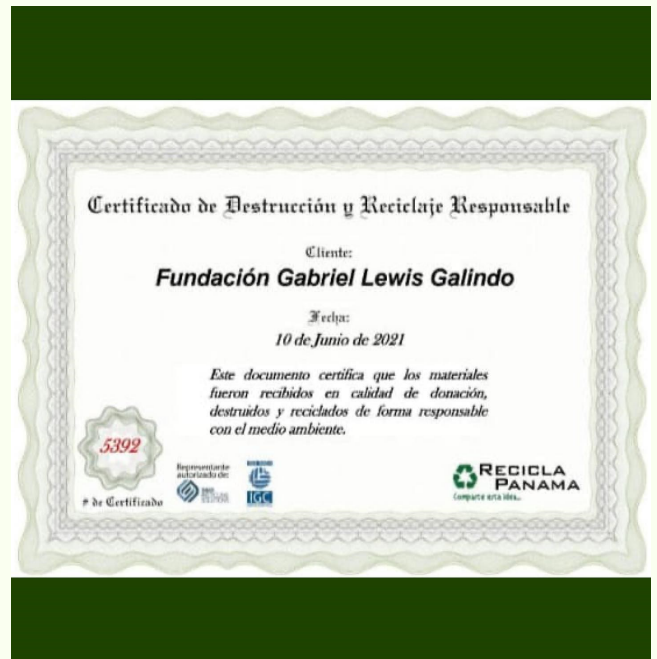 Certificado de Destrucción y Reciclaje Responsable
Cliente:
Fundación Gabriel Lewis Galindo
Fecha:
10 de Junio de 2021
Este documento certifica que los materiales
fueron recibidos en calidad de donación,
destruidos y reciclados de forma responsable
con el medio ambiente.
5392
# de Certificado
Representante
autorizado de:
IGC
RECICLA
PANAMA
Comparte esta idea...